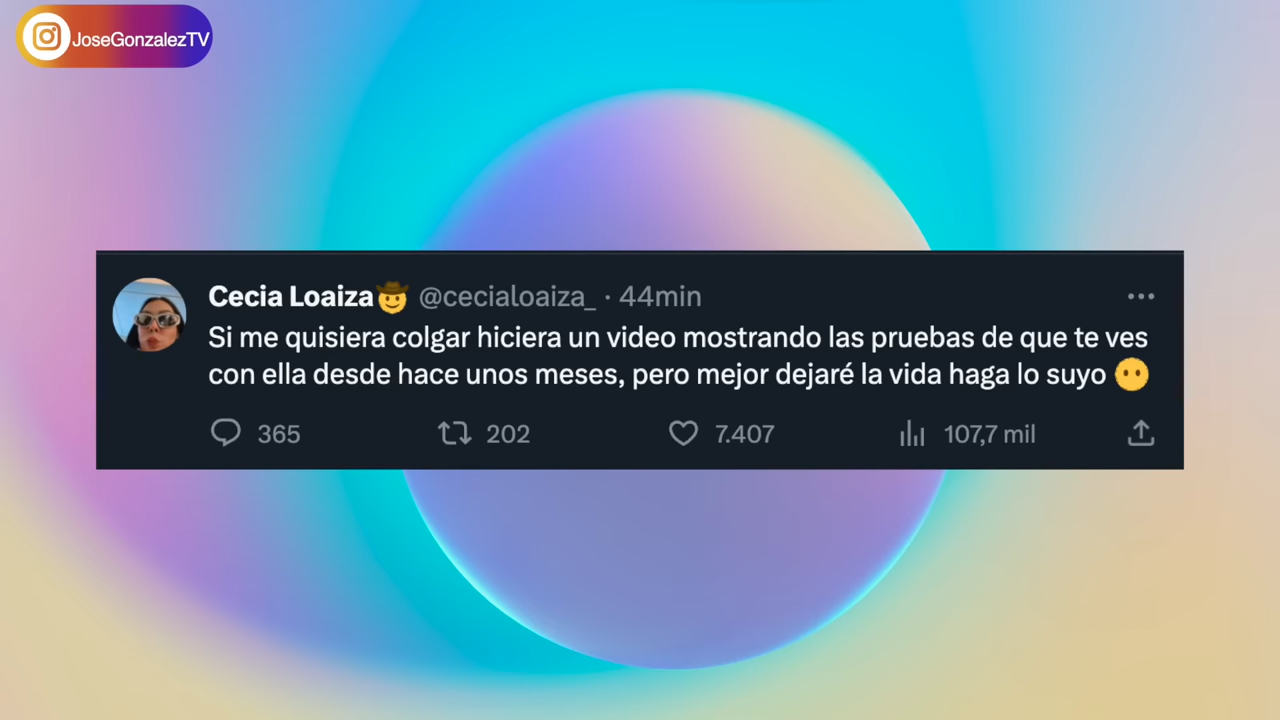 JoseGonzalezTV
Cecia Loaiza🤠 @cecialoaiza_ · 44min
Si me quisiera colgar hiciera un video mostrando las pruebas de que te ves
con ella desde hace unos meses, pero mejor dejaré la vida haga lo suyo 😶
365 202 7.407 107,7 mil